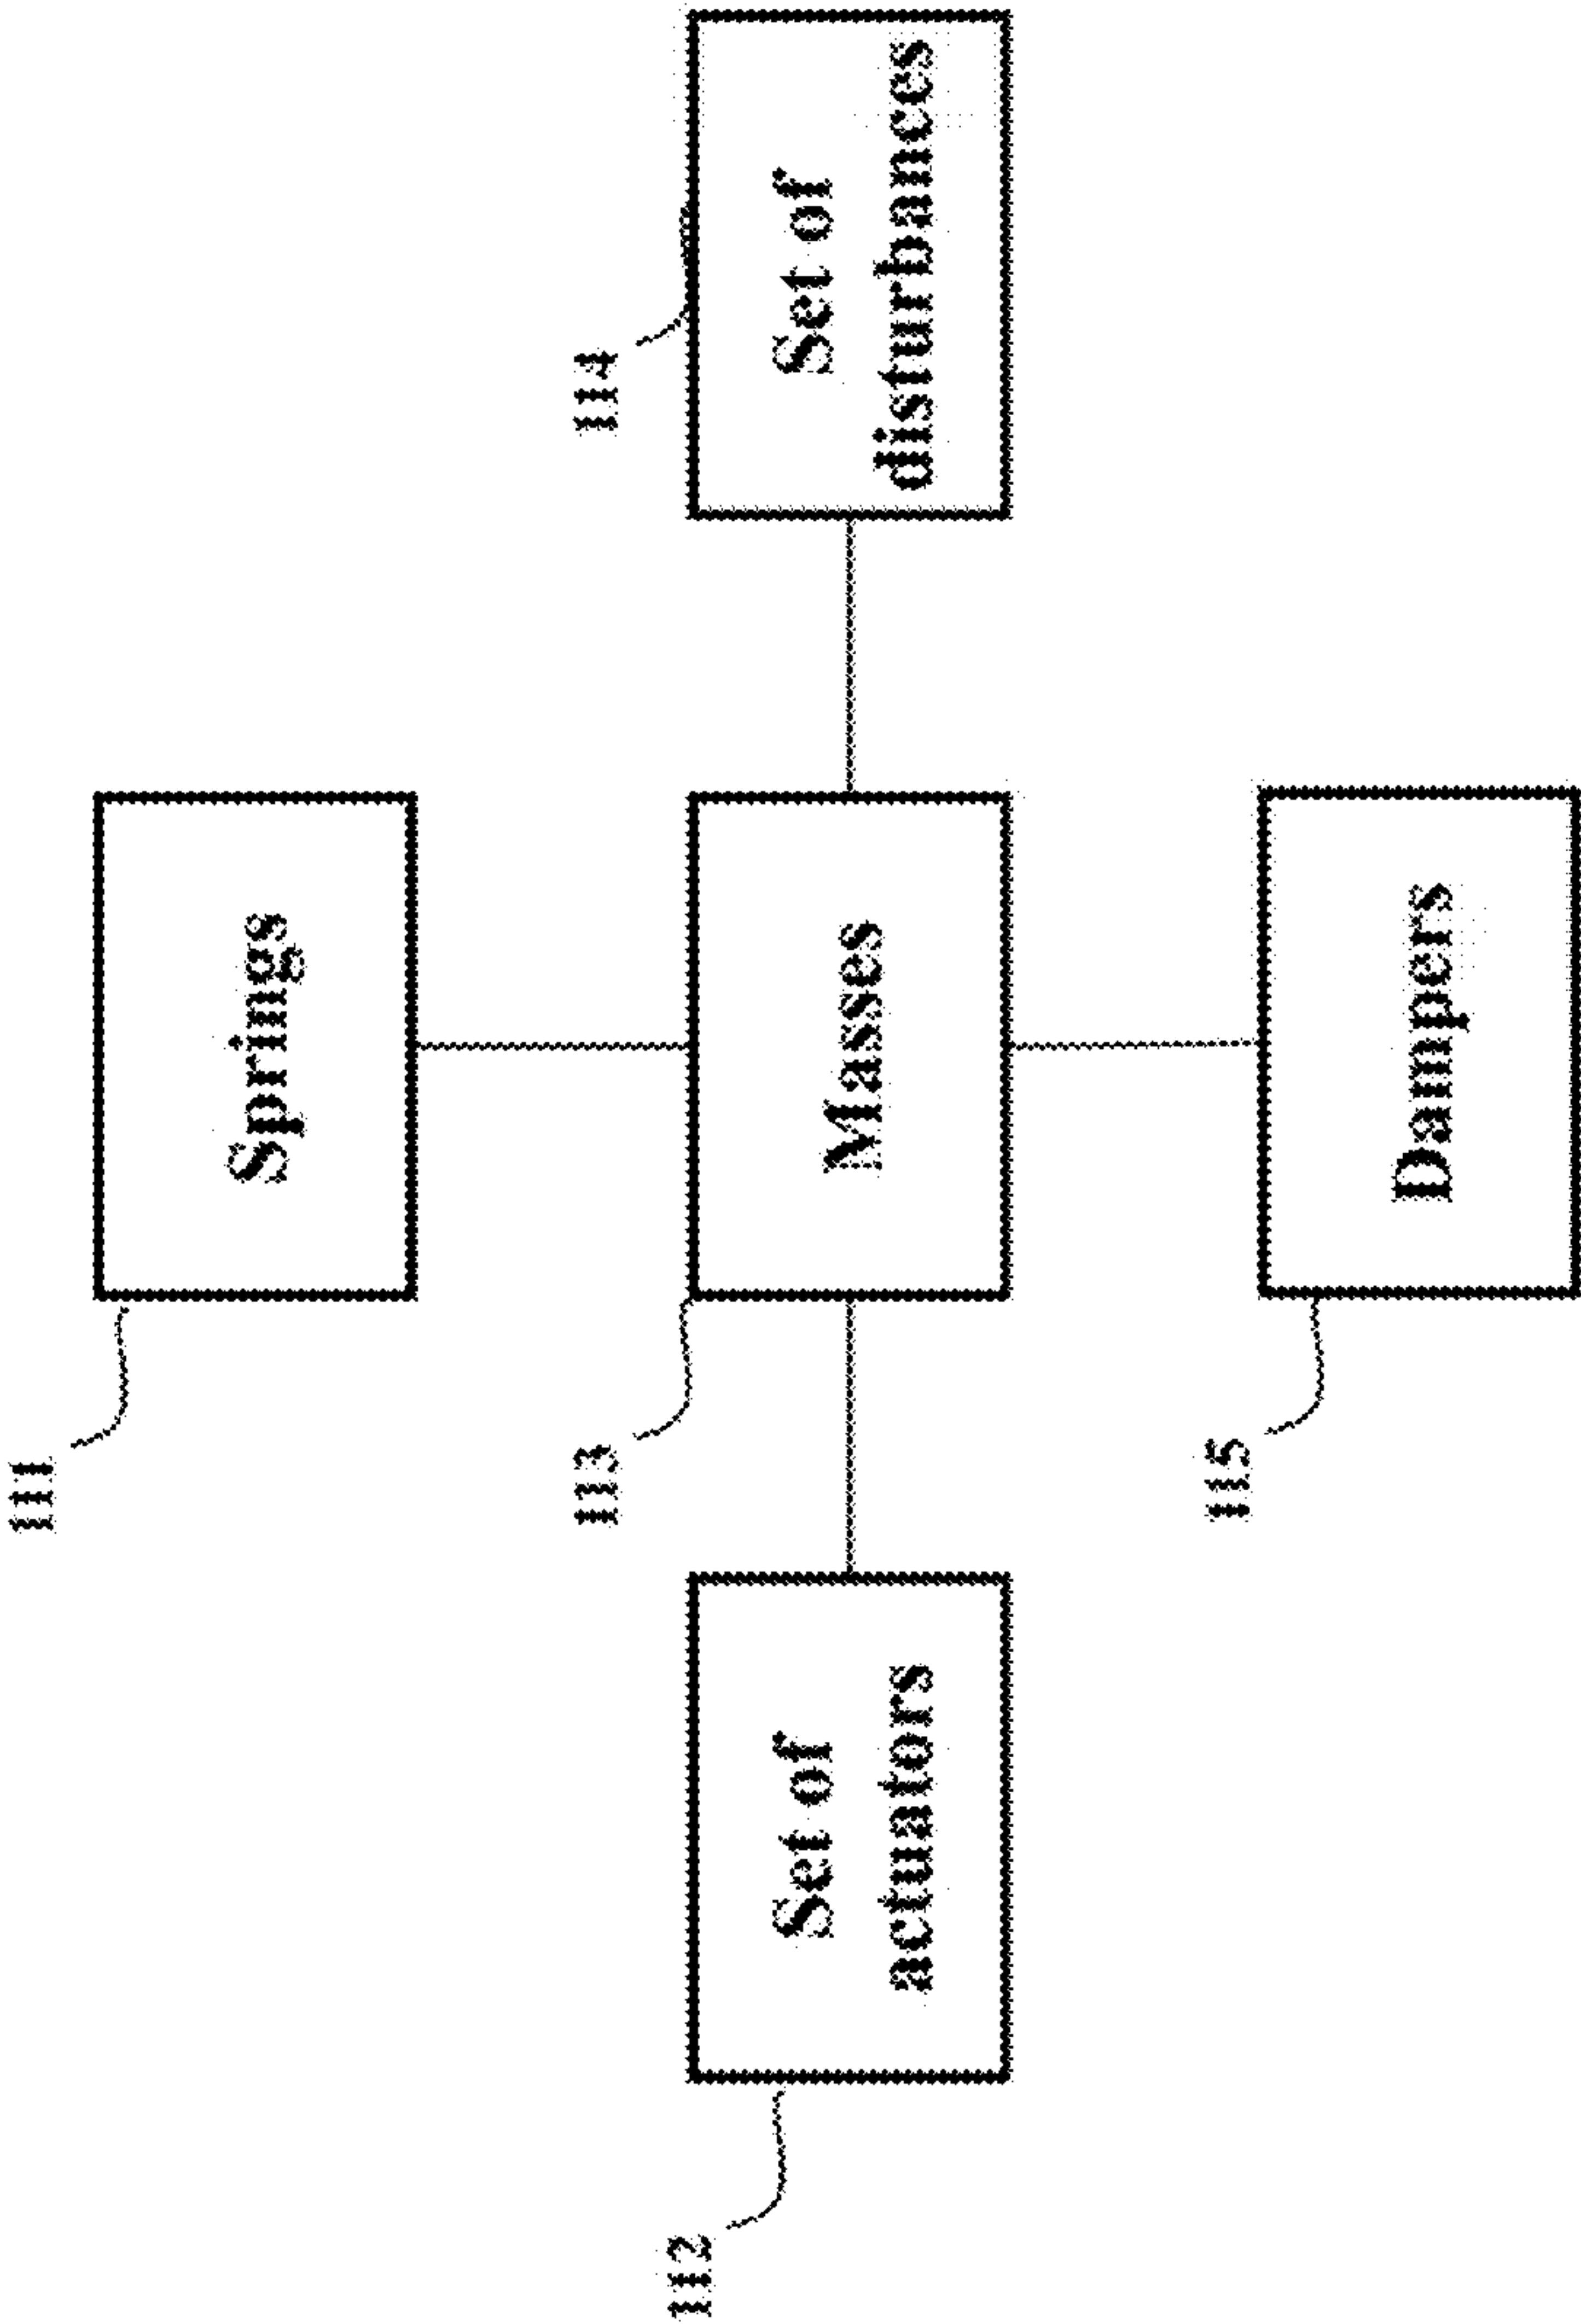 111
Springs
112
Set of
actuators
113
Masses
114
Set of
disturbances
115
Dampers